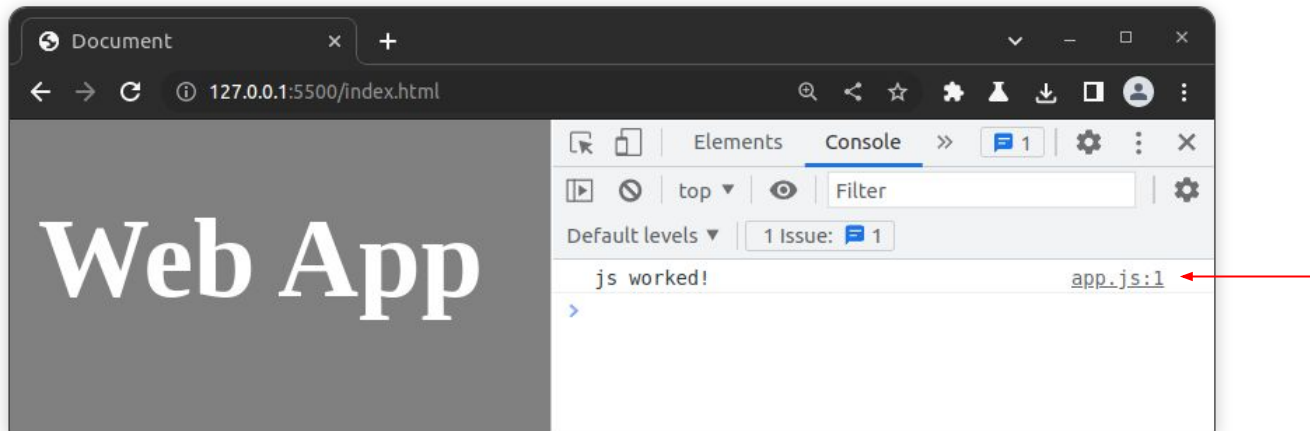 Document
127.0.0.1:5500/index.html
Web App
Elements Console 1
top Filter
Default levels 1 Issue: 1
js worked! app.js:1